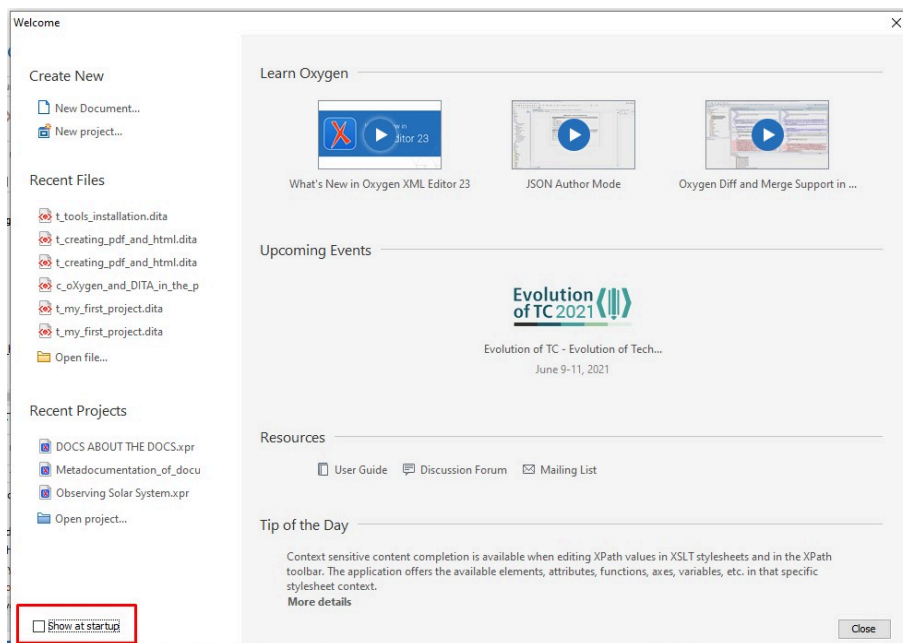 Welcome
Create New
New Document...
New project...
Recent Files
t_tools_installation.dita
t_creating_pdf_and_html.dita
t_creating_pdf_and_html.dita
c_oXygen_and_DITA_in_the_p
t_my_first_project.dita
t_my_first_project.dita
Open file...
Recent Projects
DOCS ABOUT THE DOCS.xpr
Metadocumentation_of_docu
Observing Solar System.xpr
Open project...
Show at startup
Learn Oxygen
ditor 23
What's New in Oxygen XML Editor 23
JSON Author Mode
Oxygen Diff and Merge Support in ...
Upcoming Events
Evolution
of TC 2021
Evolution of TC - Evolution of Tech...
June 9-11, 2021
Resources
User Guide
Discussion Forum
Mailing List
Tip of the Day
Context sensitive content completion is available when editing XPath values in XSLT stylesheets and in the XPath
toolbar. The application offers the available elements, attributes, functions, axes, variables, etc. in that specific
stylesheet context.
More details
Close